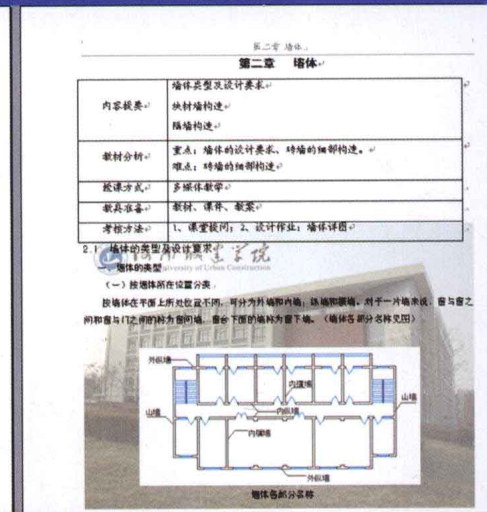 第二章 墙体
第二章 墙体
内容提要
墙体类型及设计要求
块材墙构造
隔墙构造
教材分析
重点：墙体的设计要求、砖墙的细部构造。
难点：砖墙的细部构造
授课方式
多媒体教学
教具准备
教材、课件、教案
考核方法
1、课堂提问；2、设计作业：墙体详图
2.1 墙体的类型及设计要求
一、墙体的类型
University of Urban Construction
（一）按墙体所在位置分类
按墙体在平面上所处位置不同，可分为外墙和内墙；纵墙和横墙。对于一片墙来说，窗与窗之
间和窗与门之间的称为窗间墙，窗台下面的墙称为窗下墙。（墙体各部分名称见图）
外纵墙
内横墙
山墙
内纵墙
山墙
内隔墙
外纵墙
墙体各部分名称